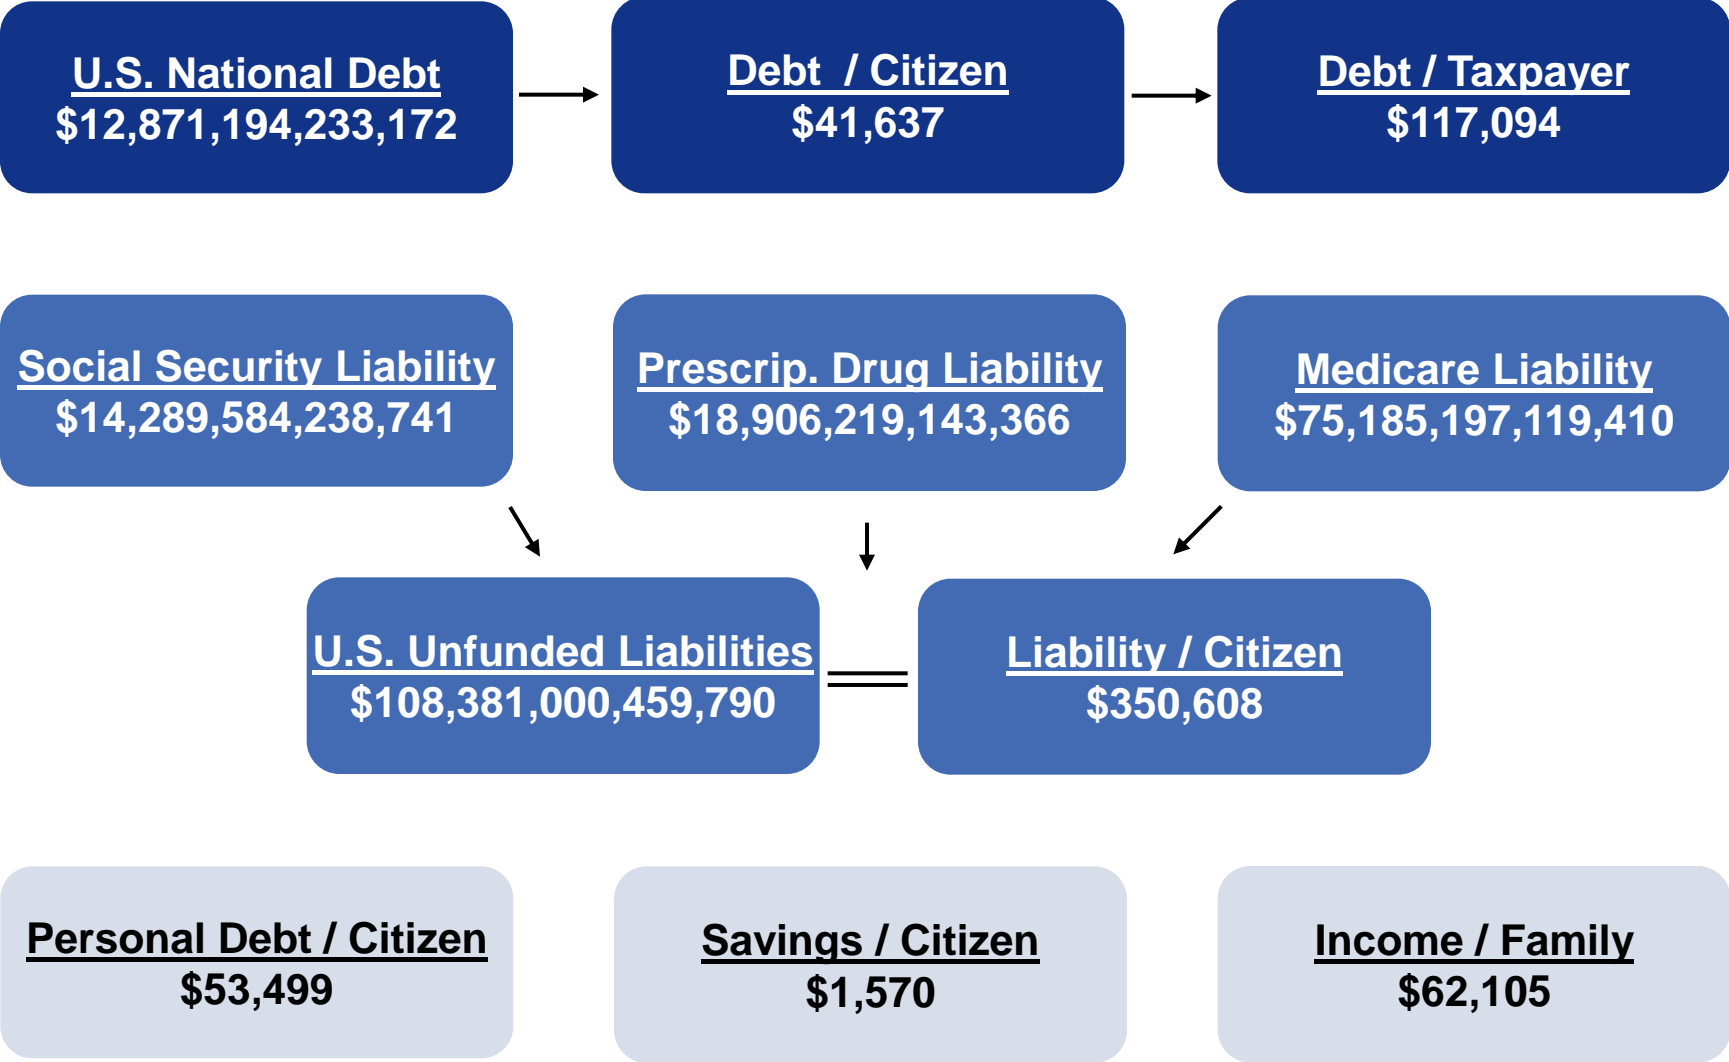 U.S. National Debt
$12,871,194,233,172
Debt / Citizen
$41,637
Debt / Taxpayer
$117,094
Social Security Liability
$14,289,584,238,741
Prescrip. Drug Liability
$18,906,219,143,366
Medicare Liability
$75,185,197,119,410
U.S. Unfunded Liabilities
$108,381,000,459,790
Liability / Citizen
$350,608
Personal Debt / Citizen
$53,499
Savings / Citizen
$1,570
Income / Family
$62,105